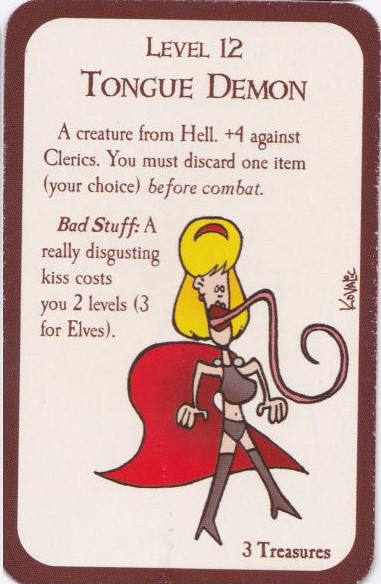 LEVEL 12
TONGUE DEMON
A creature from Hell. +4 against
Clerics. You must discard one item
(your choice) before combat.
Bad Stuff: A
really disgusting
kiss costs
you 2 levels (3
for Elves).
KOVALIC
3 Treasures